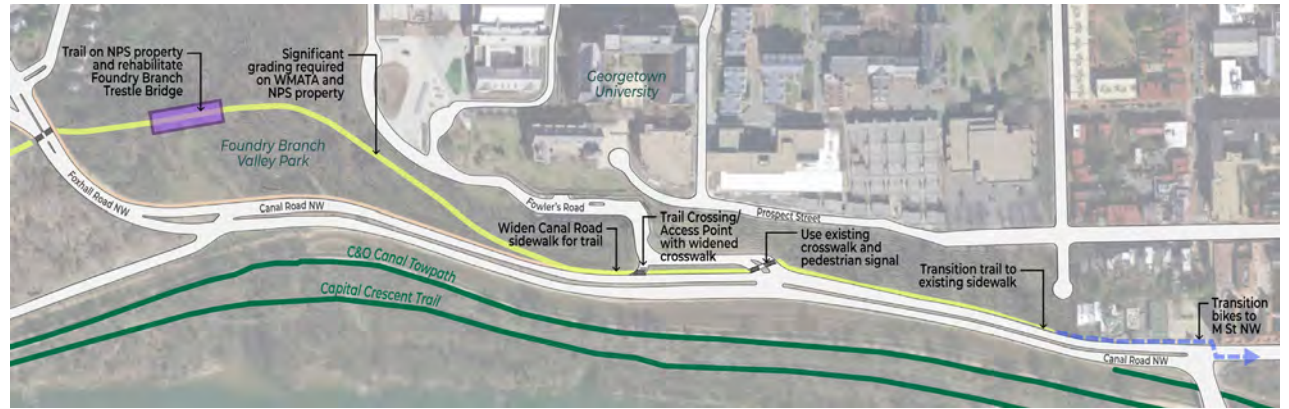 Trail on NPS property
and rehabilitate
Foundry Branch
Trestle Bridge
Significant
grading required
on WMATA and
NPS property
Georgetown
University
Foundry Branch
Valley Park
Foxhall Road NW
Canal Road NW
Fowler's Road
Prospect Street
Widen Canal Road
sidewalk for trail
Trail Crossing/
Access Point
with widened
crosswalk
Use existing
crosswalk and
pedestrian signal
Transition trail to
existing sidewalk
Transition
bikes to
M St NW
C&O Canal Towpath
Capital Crescent Trail
Canal Road NW